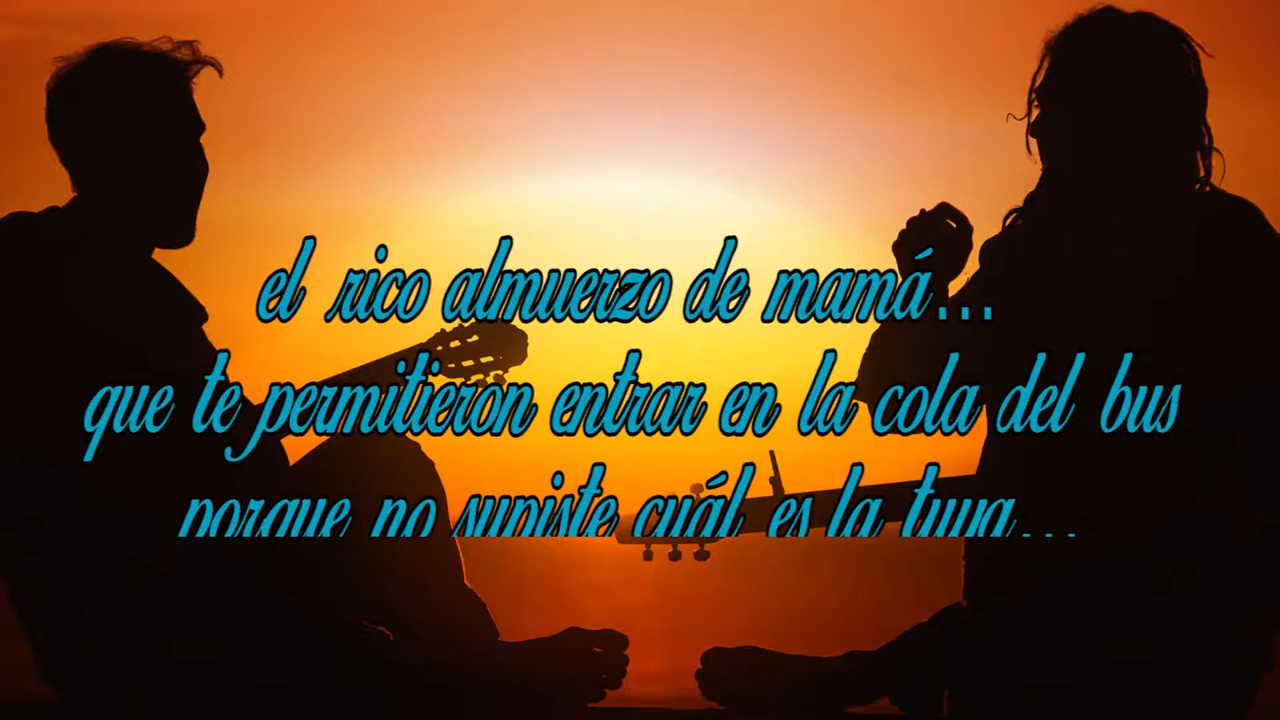 el rico almuerzo de mamá...
que te permitieron entrar en la cola del bus
porque no supiste cuál es la tuya...